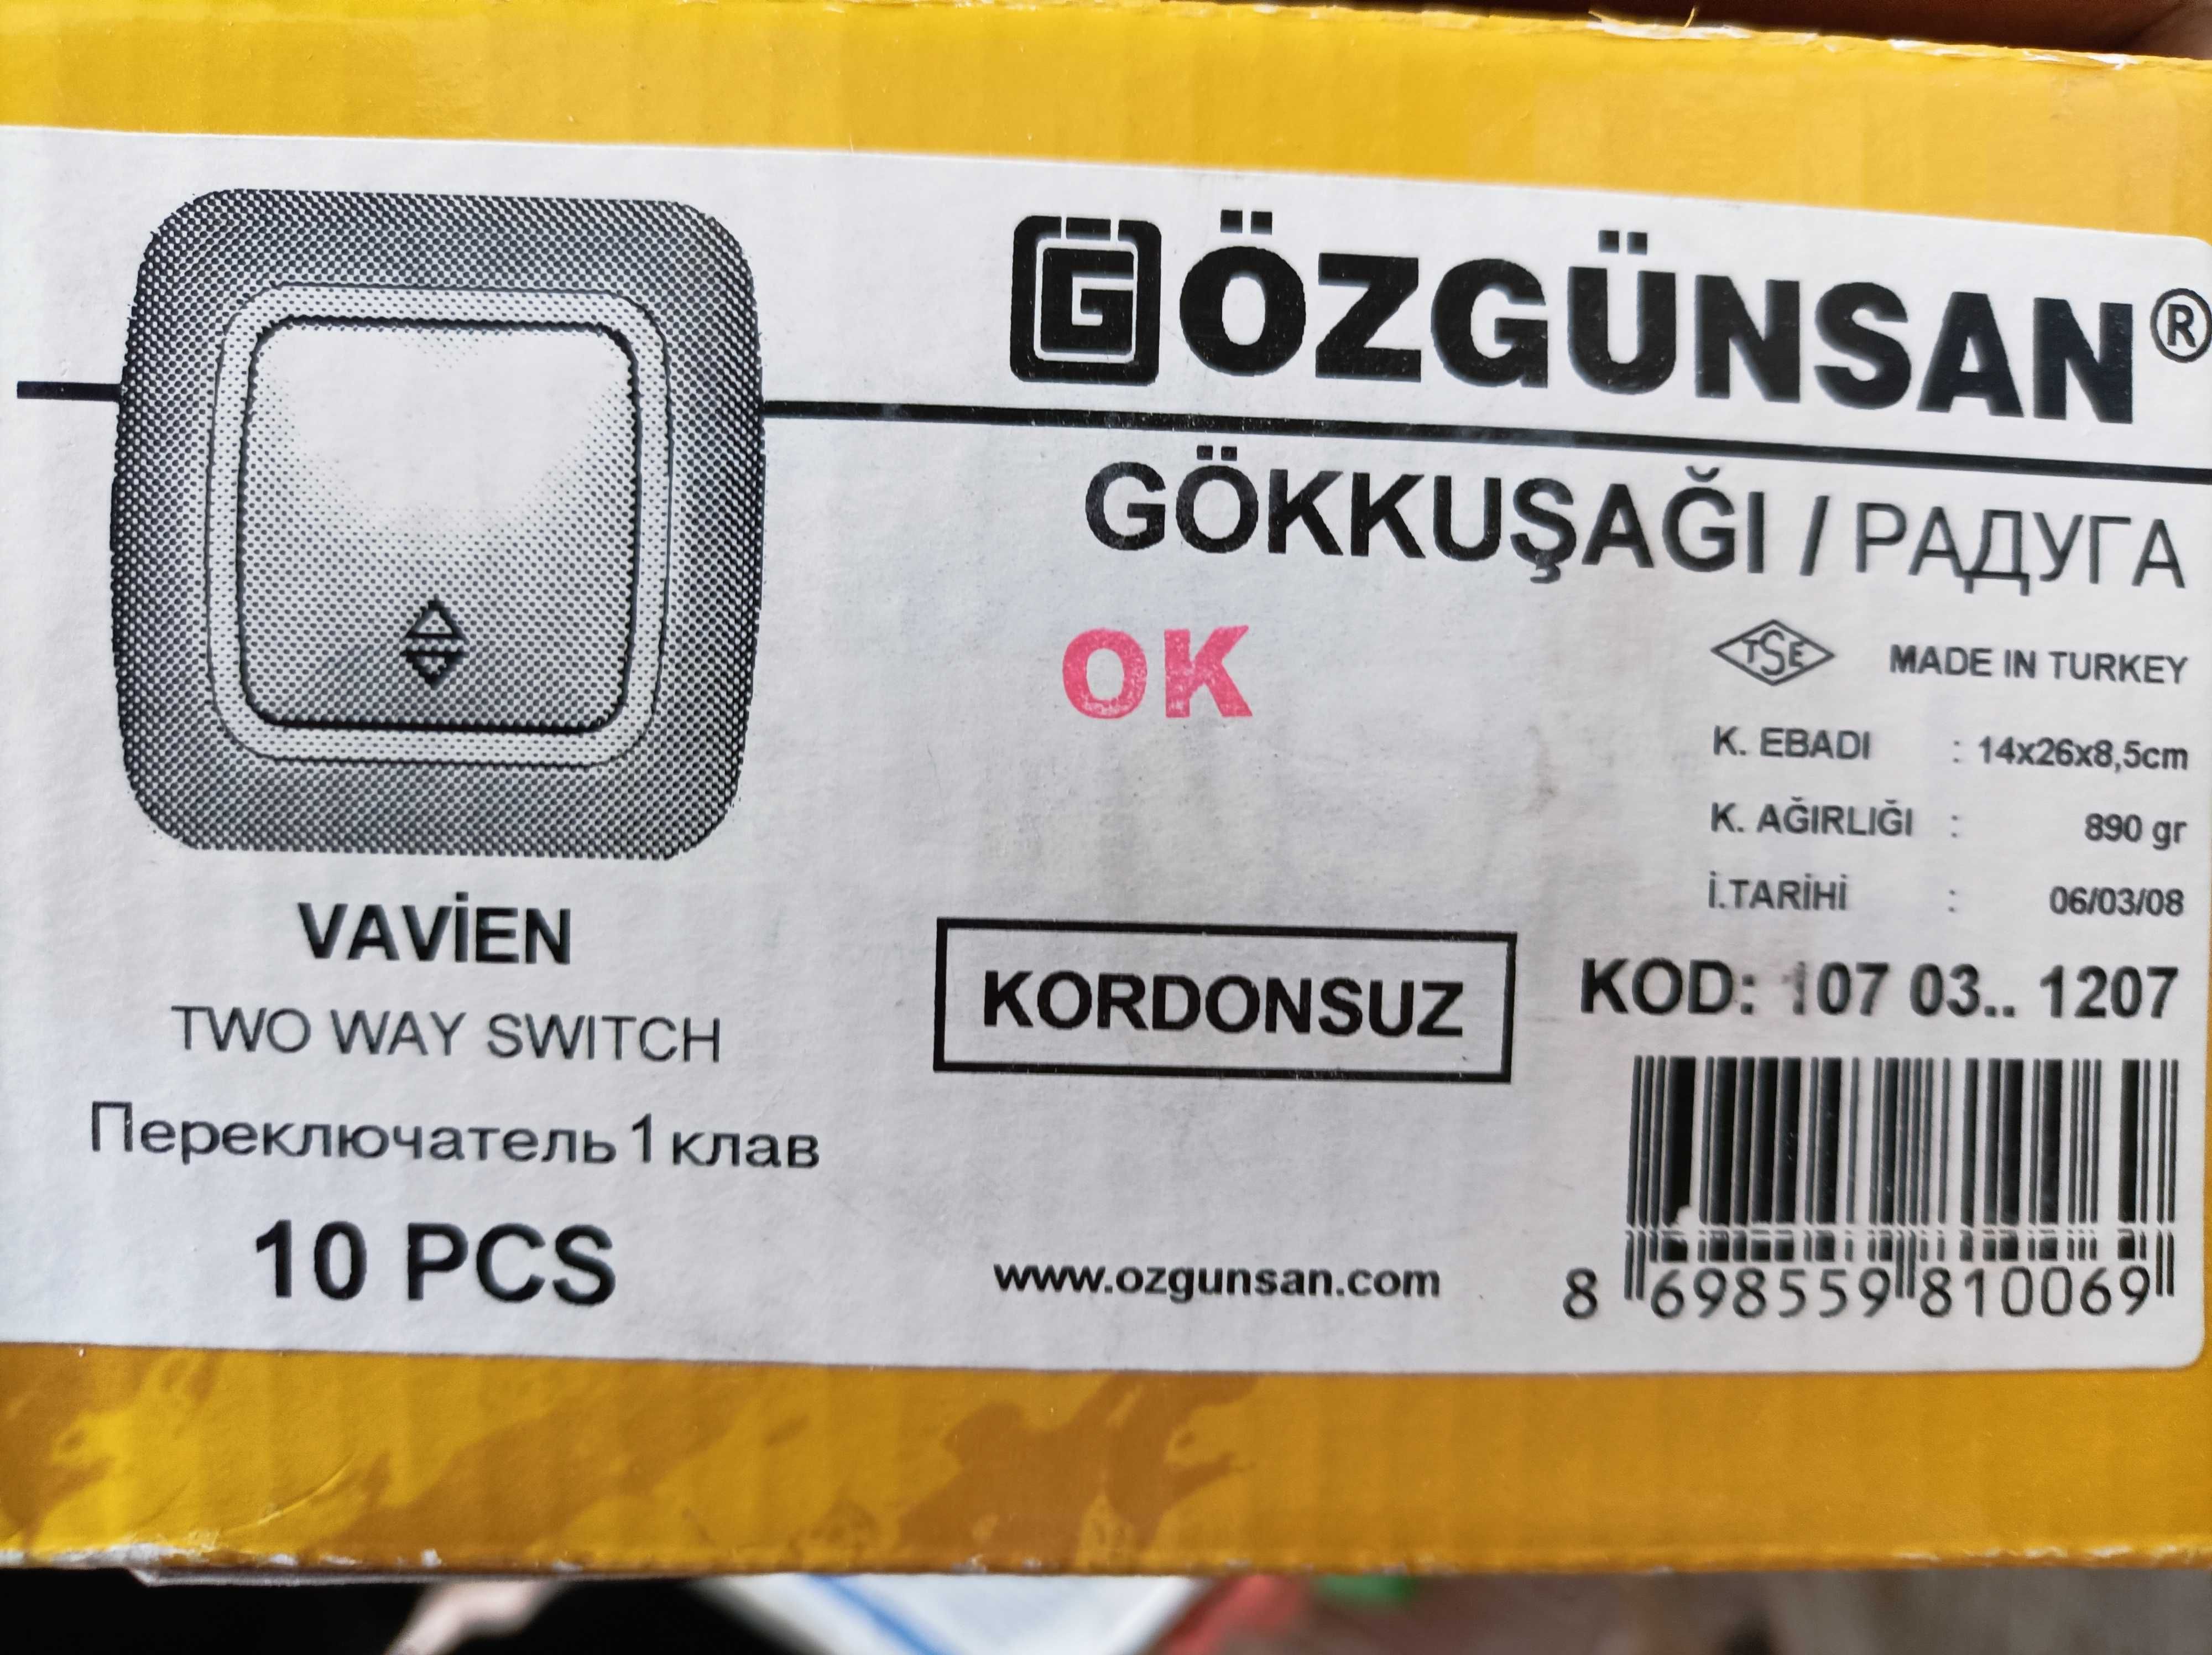 ÖZGÜNSAN®
GÖKKUŞAĞI / РАДУГА
OK
TSE MADE IN TURKEY
K. EBADI : 14x26x8,5cm
K. AĞIRLIĞI : 890 gr
İ.TARİHİ : 06/03/08
VAVİEN
TWO WAY SWITCH
Переключатель 1 клав
10 PCS
KORDONSUZ
www.ozgunsan.com
KOD: 107 03.. 1207
8 698559 810069